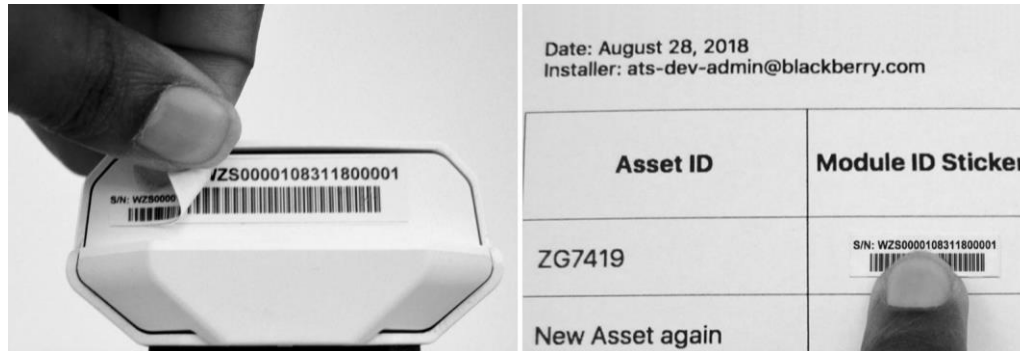 WZS0000108311800001
S/N: WZS0000
Date: August 28, 2018
Installer: ats-dev-admin@blackberry.com
Asset ID
Module ID Sticker
ZG7419
S/N: WZS0000108311800001
New Asset again